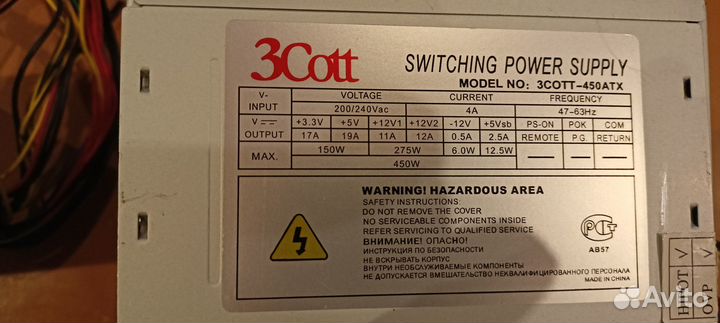 3Cott
SWITCHING POWER SUPPLY
MODEL NO: 3COTT-450ATX
V~ INPUT VOLTAGE CURRENT FREQUENCY
200/240Vac 4A 47-63Hz
V⎓ OUTPUT +3.3V +5V +12V1 +12V2 -12V +5Vsb PS-ON POK COM
17A 19A 11A 12A 0.5A 2.5A REMOTE P.G. RETURN
MAX. 150W 275W 6.0W 12.5W — — —
450W
WARNING! HAZARDOUS AREA
SAFETY INSTRUCTIONS:
DO NOT REMOVE THE COVER
NO SERVICEABLE COMPONENTS INSIDE
REFER SERVICING TO QUALIFIED SERVICE
ВНИМАНИЕ! ОПАСНО!
ИНСТРУКЦИЯ ПО БЕЗОПАСНОСТИ
НЕ ВСКРЫВАТЬ КОРПУС
ВНУТРИ НЕОБСЛУЖИВАЕМЫЕ КОМПОНЕНТЫ
НЕ ДОПУСКАЕТСЯ ВМЕШАТЕЛЬСТВО НЕКВАЛИФИЦИРОВАННОГО ПЕРСОНАЛА
MADE IN CHINA
АВ57
Avito